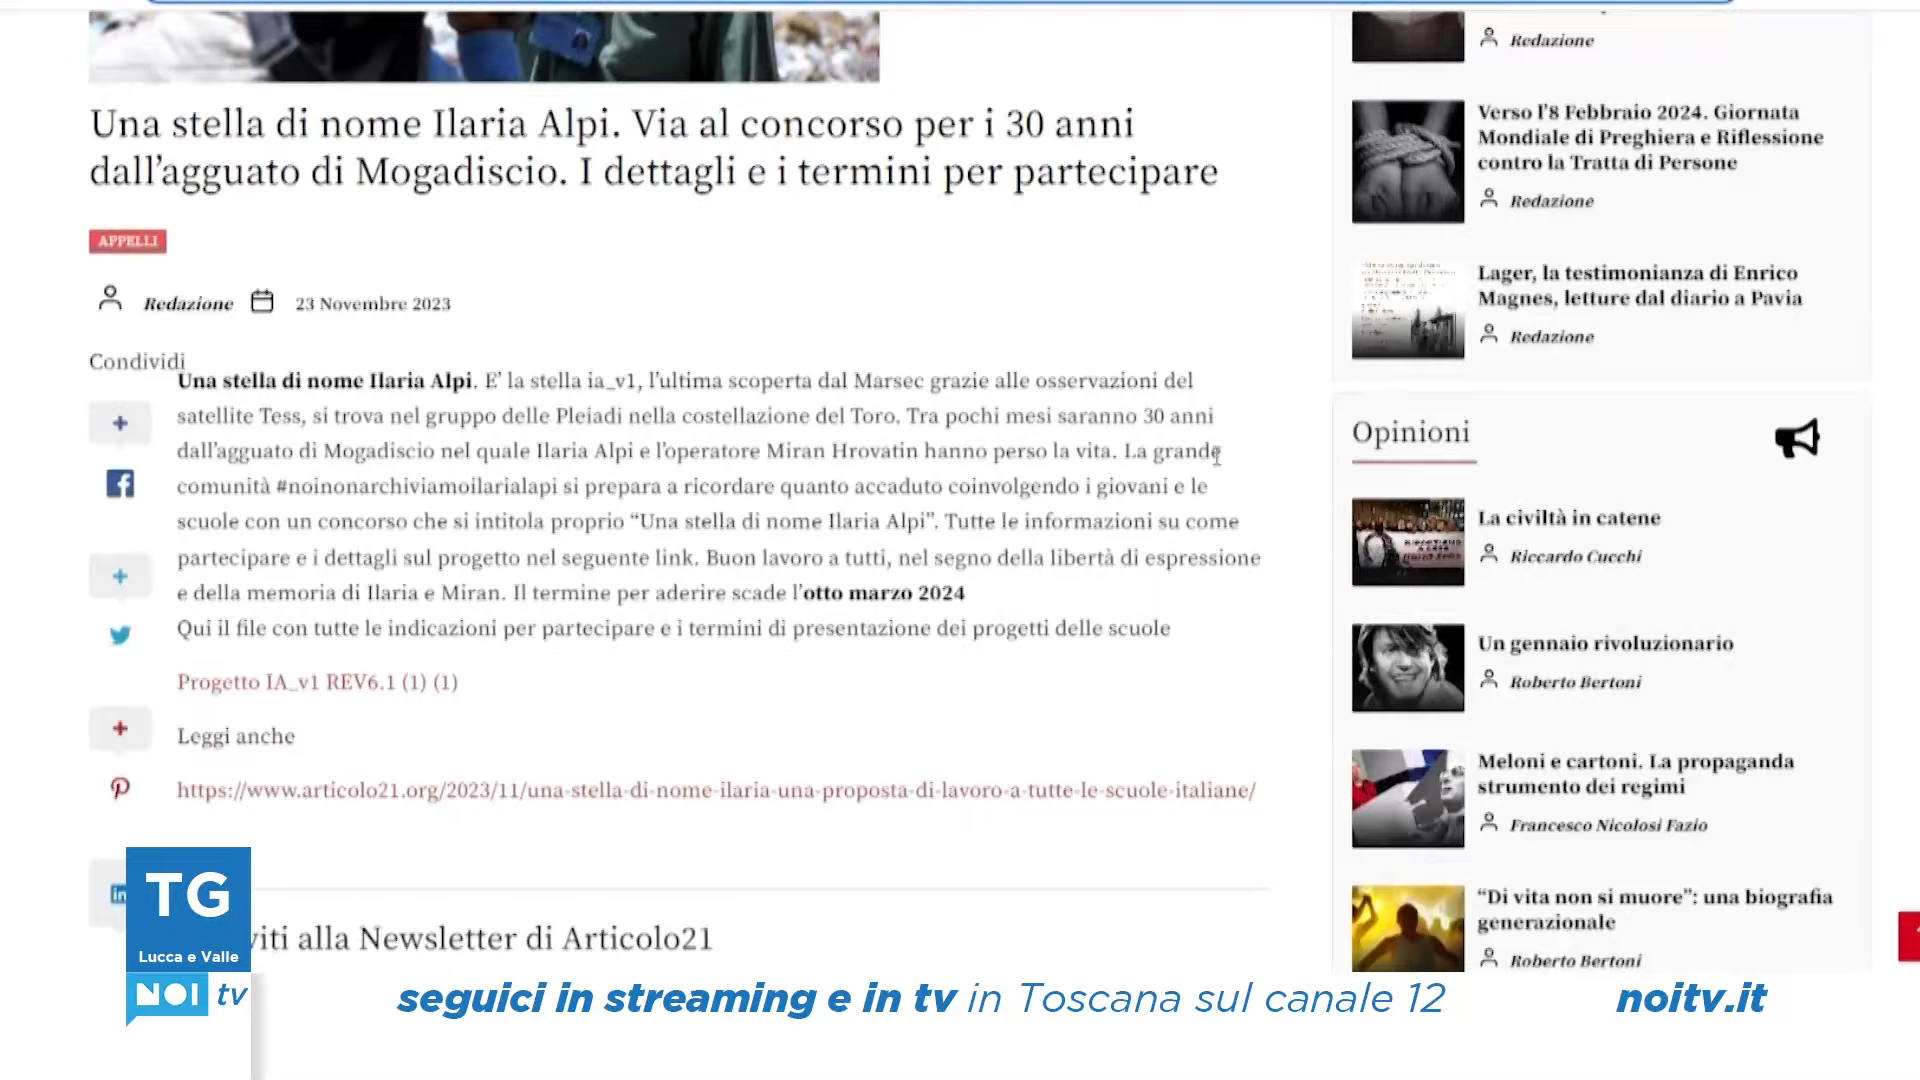 Una stella di nome Ilaria Alpi. Via al concorso per i 30 anni
dall'agguato di Mogadiscio. I dettagli e i termini per partecipare
APPELLI
Redazione 23 Novembre 2023
Condividi
Una stella di nome Ilaria Alpi. E' la stella ia_v1, l'ultima scoperta dal Marsec grazie alle osservazioni del
satellite Tess, si trova nel gruppo delle Pleiadi nella costellazione del Toro. Tra pochi mesi saranno 30 anni
dall'agguato di Mogadiscio nel quale Ilaria Alpi e l'operatore Miran Hrovatin hanno perso la vita. La grande
comunità #noinonarchiviamoilarialapi si prepara a ricordare quanto accaduto coinvolgendo i giovani e le
scuole con un concorso che si intitola proprio “Una stella di nome Ilaria Alpi”. Tutte le informazioni su come
partecipare e i dettagli sul progetto nel seguente link. Buon lavoro a tutti, nel segno della libertà di espressione
e della memoria di Ilaria e Miran. Il termine per aderire scade l'otto marzo 2024
Qui il file con tutte le indicazioni per partecipare e i termini di presentazione dei progetti delle scuole
Progetto IA_v1 REV6.1 (1) (1)
Leggi anche
https://www.articolo21.org/2023/11/una-stella-di-nome-ilaria-una-proposta-di-lavoro-a-tutte-le-scuole-italiane/
viti alla Newsletter di Articolo21
Redazione
Verso l'8 Febbraio 2024. Giornata
Mondiale di Preghiera e Riflessione
contro la Tratta di Persone
Redazione
Lager, la testimonianza di Enrico
Magnes, letture dal diario a Pavia
Redazione
Opinioni
La civiltà in catene
Riccardo Cucchi
Un gennaio rivoluzionario
Roberto Bertoni
Meloni e cartoni. La propaganda
strumento dei regimi
Francesco Nicolosi Fazio
“Di vita non si muore”: una biografia
generazionale
Roberto Bertoni
in
TG
Lucca e Valle
NOI tv
seguici in streaming e in tv in Toscana sul canale 12
noitv.it